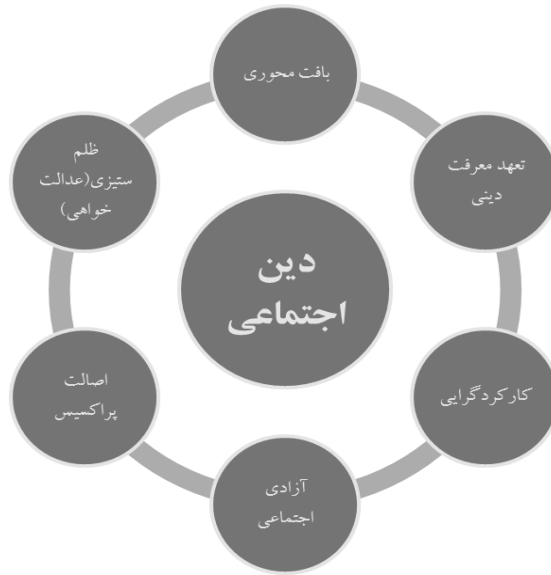 بافت محوری
تعهد معرفت
دینی
کارکردگرایی
آزادی
اجتماعی
اصالت
پراکسیس
ظلم
ستیزی(عدالت
خواهی)
دین
اجتماعی